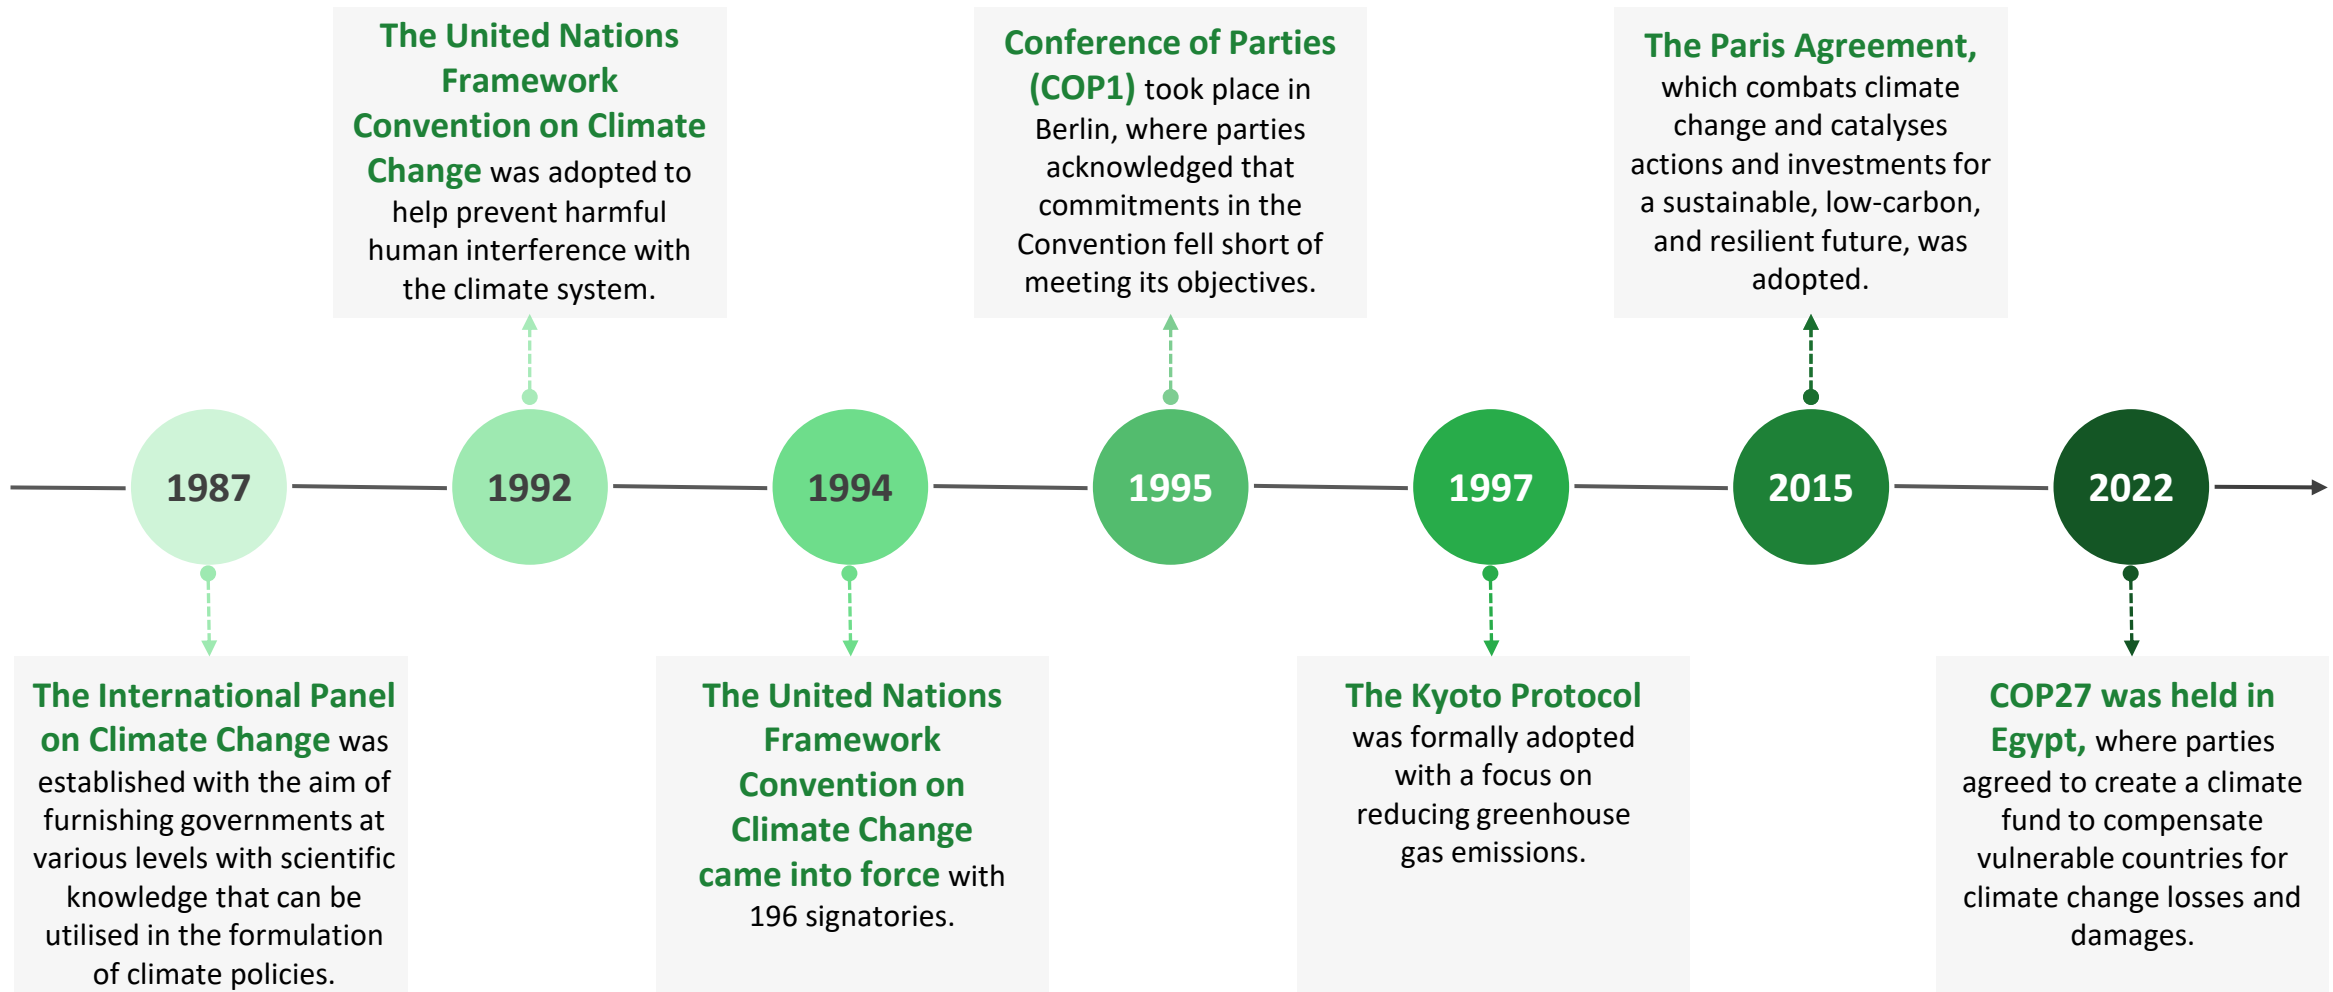 The United Nations
Framework
Convention on Climate
Change was adopted to
help prevent harmful
human interference with
the climate system.
Conference of Parties
(COP1) took place in
Berlin, where parties
acknowledged that
commitments in the
Convention fell short of
meeting its objectives.
The Paris Agreement,
which combats climate
change and catalyses
actions and investments for
a sustainable, low-carbon,
and resilient future, was
adopted.
1987
1992
1994
1995
1997
2015
2022
The International Panel
on Climate Change was
established with the aim of
furnishing governments at
various levels with scientific
knowledge that can be
utilised in the formulation
of climate policies.
The United Nations
Framework
Convention on
Climate Change
came into force with
196 signatories.
The Kyoto Protocol
was formally adopted
with a focus on
reducing greenhouse
gas emissions.
COP27 was held in
Egypt, where parties
agreed to create a climate
fund to compensate
vulnerable countries for
climate change losses and
damages.